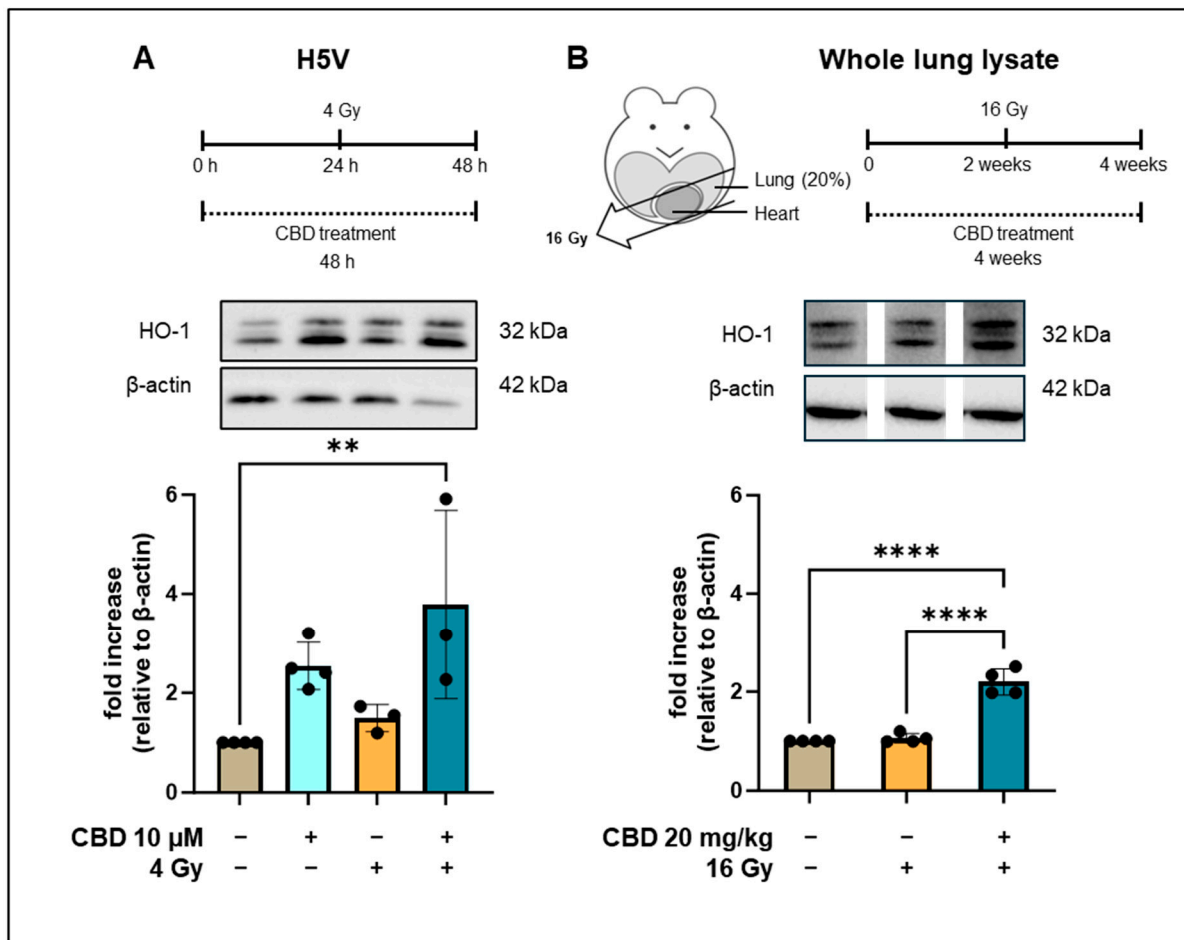 A
H5V
4 Gy
0 h
24 h
48 h
CBD treatment
48 h
HO-1
32 kDa
β-actin
42 kDa
**
fold increase
(relative to β-actin)
6
4
2
0
CBD 10 μM − + − +
4 Gy − − + +
B
Whole lung lysate
Lung (20%)
Heart
16 Gy
16 Gy
0
2 weeks
4 weeks
CBD treatment
4 weeks
HO-1
32 kDa
β-actin
42 kDa
****
****
fold increase
(relative to β-actin)
6
4
2
0
CBD 20 mg/kg − − +
16 Gy − + +